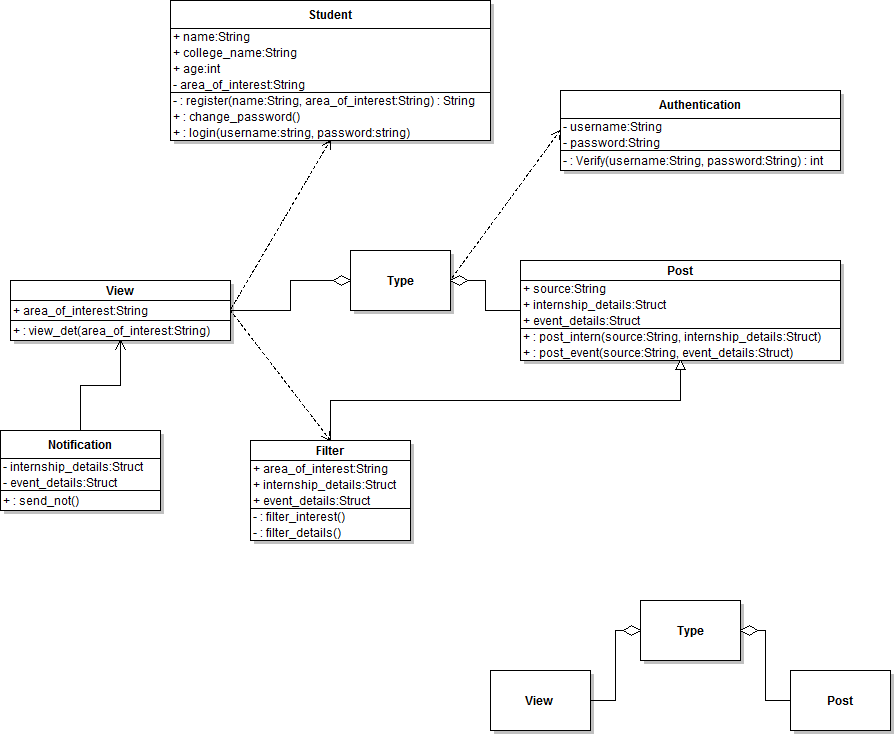 Student
+ name:String
+ college_name:String
+ age:int
- area_of_interest:String
- : register(name:String, area_of_interest:String) : String
+ : change_password()
+ : login(username:string, password:string)
Authentication
- username:String
- password:String
- : Verify(username:String, password:String) : int
Type
Post
+ source:String
+ internship_details:Struct
+ event_details:Struct
+ : post_intern(source:String, internship_details:Struct)
+ : post_event(source:String, event_details:Struct)
View
+ area_of_interest:String
+ : view_det(area_of_interest:String)
Notification
- internship_details:Struct
- event_details:Struct
+ : send_not()
Filter
+ area_of_interest:String
+ internship_details:Struct
+ event_details:Struct
- : filter_interest()
- : filter_details()
Type
View
Post